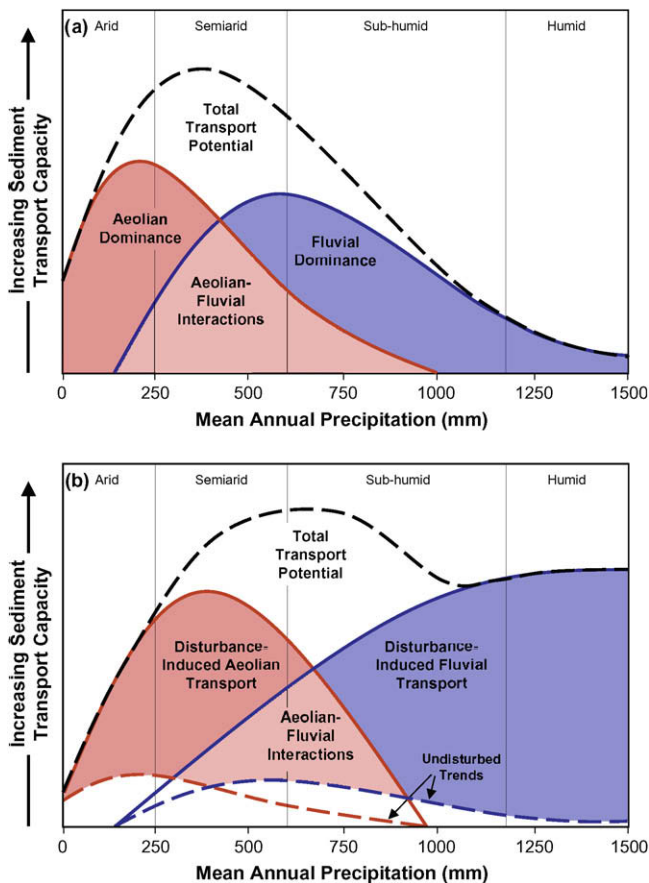 (a)
Arid
Semiarid
Sub-humid
Humid
Increasing Sediment
Transport Capacity
Total
Transport
Potential
Aeolian
Dominance
Fluvial
Dominance
Aeolian-
Fluvial
Interactions
0
250
500
750
1000
1250
1500
Mean Annual Precipitation (mm)
(b)
Arid
Semiarid
Sub-humid
Humid
Increasing Sediment
Transport Capacity
Total
Transport
Potential
Disturbance-
Induced Aeolian
Transport
Disturbance-
Induced Fluvial
Transport
Aeolian-
Fluvial
Interactions
Undisturbed
Trends
0
250
500
750
1000
1250
1500
Mean Annual Precipitation (mm)